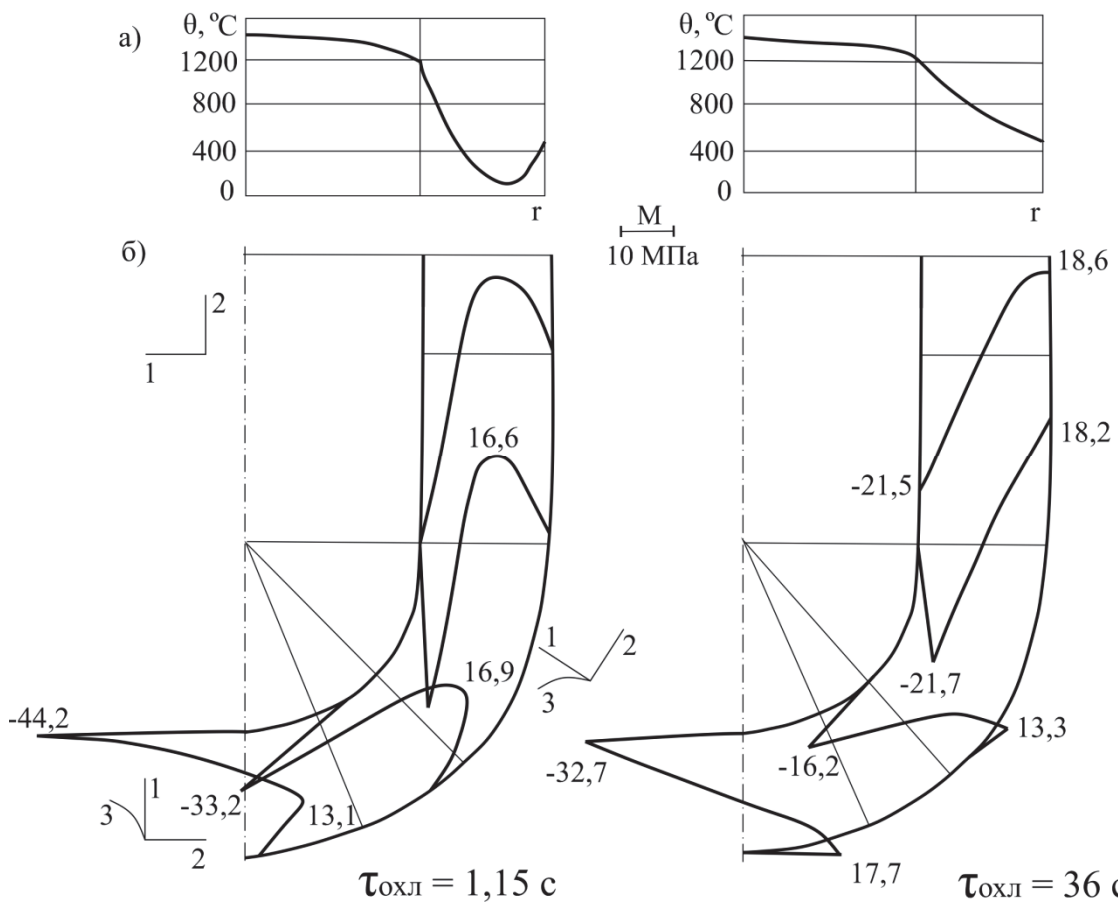 а)
θ, °C
1200
800
400
0
r
θ, °C
1200
800
400
0
r
М
10 МПа
б)
2
1
16,6
16,9
1
2
3
-44,2
-33,2
13,1
3
1
2
τохл = 1,15 с
18,6
18,2
-21,5
-21,7
13,3
-16,2
-32,7
17,7
τохл = 36 с